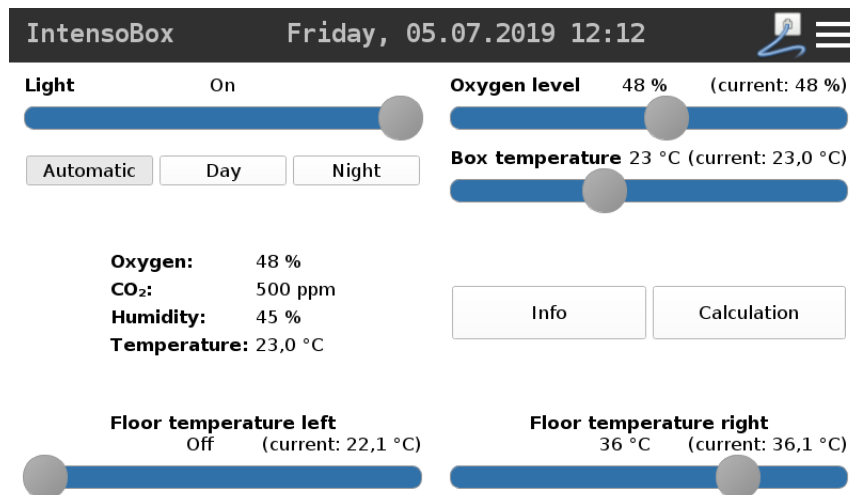 IntensoBox Friday, 05.07.2019 12:12
Light On
Oxygen level 48 % (current: 48 %)
Automatic Day Night
Box temperature 23 °C (current: 23,0 °C)
Oxygen: 48 %
CO₂: 500 ppm
Humidity: 45 %
Temperature: 23,0 °C
Info Calculation
Floor temperature left
Off (current: 22,1 °C)
Floor temperature right
36 °C (current: 36,1 °C)